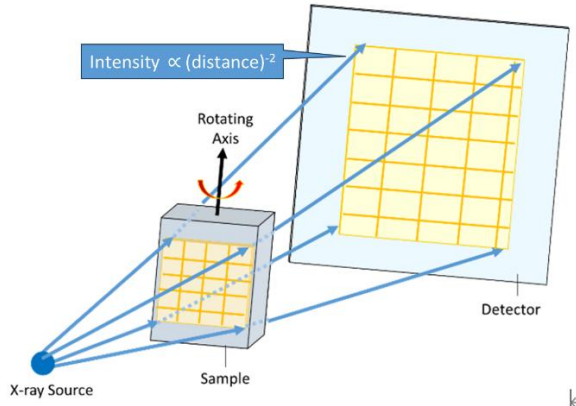 Intensity ∝ (distance)-2
Rotating
Axis
Detector
Sample
X-ray Source
k